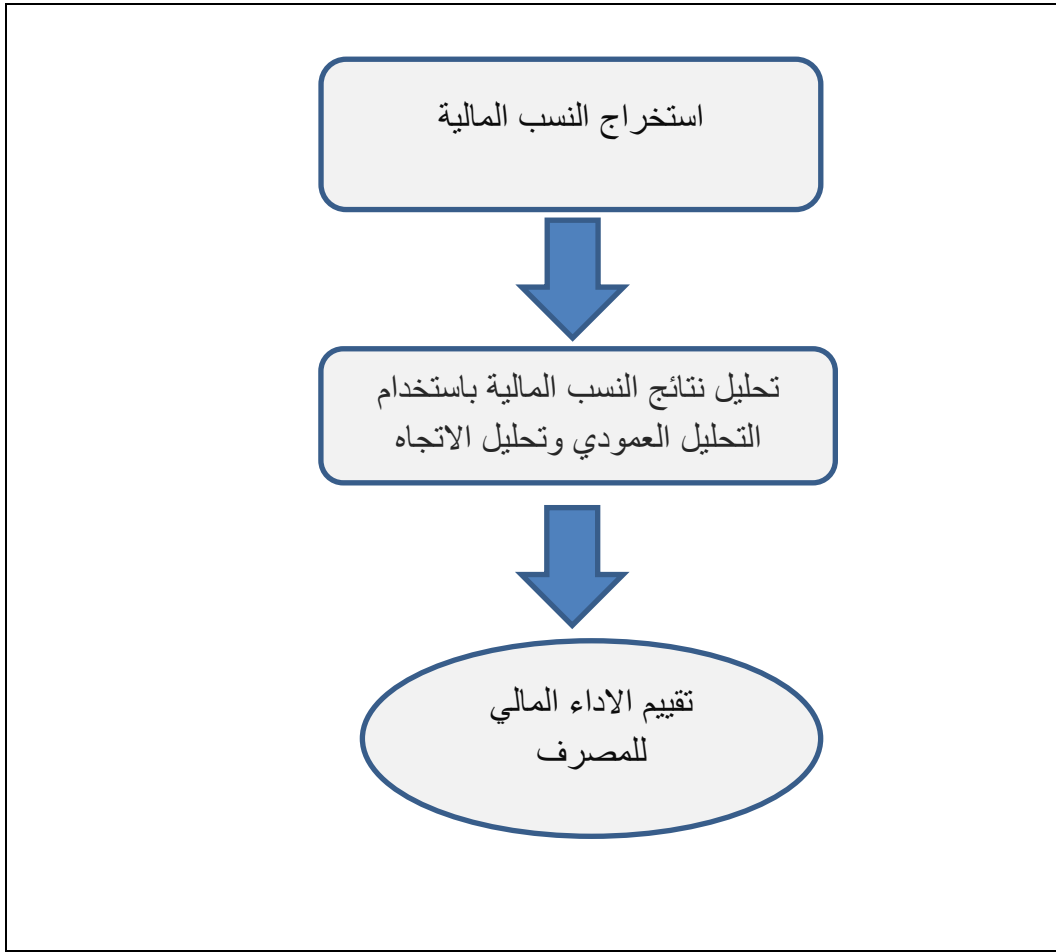 استخراج النسب المالية
تحليل نتائج النسب المالية باستخدام
التحليل العمودي وتحليل الاتجاه
تقييم الاداء المالي
للمصرف